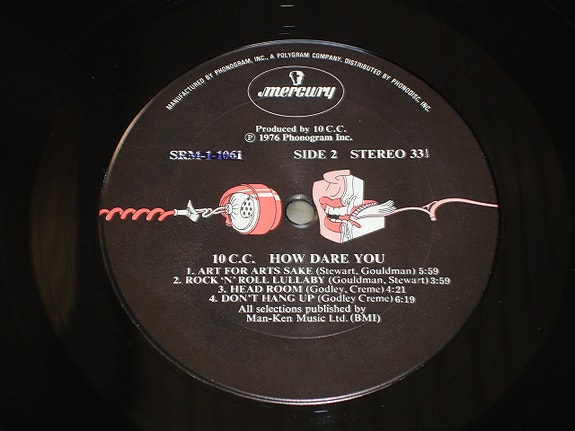 MANUFACTURED BY PHONOGRAM, INC., A POLYGRAM COMPANY, DISTRIBUTED BY PHONODISC, INC.
mercury
Produced by 10 C.C.
Ⓟ 1976 Phonogram Inc.
SRM-1-1061 SIDE 2 STEREO 33⅓
10 C.C. HOW DARE YOU
1. ART FOR ARTS SAKE (Stewart, Gouldman) 5:59
2. ROCK 'N' ROLL LULLABY (Gouldman, Stewart) 3:59
3. HEAD ROOM (Godley, Creme) 4:21
4. DON'T HANG UP (Godley Creme) 6:19
All selections published by
Man-Ken Music Ltd. (BMI)